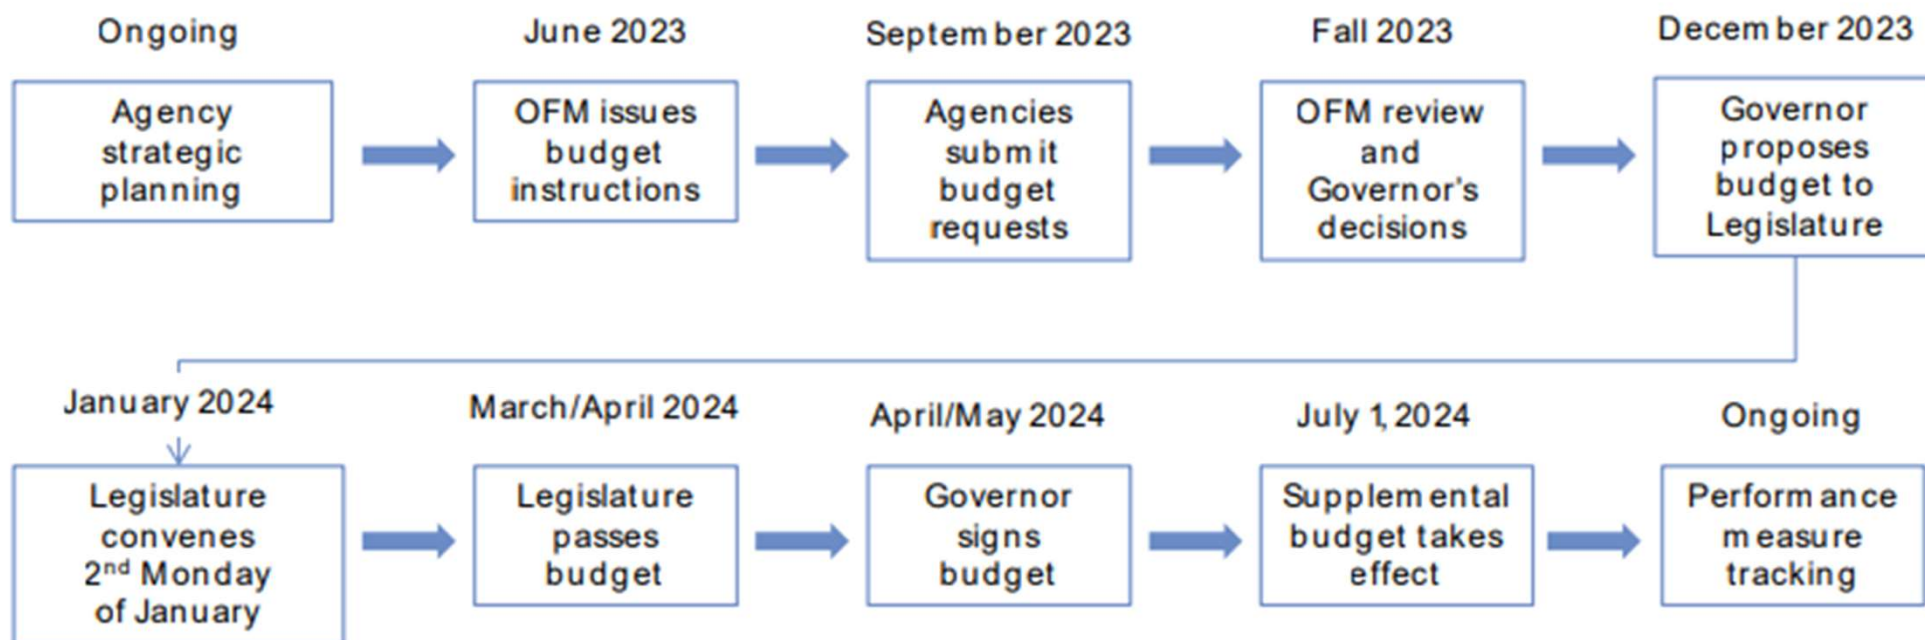 Ongoing
Agency
strategic
planning
June 2023
OFM issues
budget
instructions
September 2023
Agencies
submit
budget
requests
Fall 2023
OFM review
and
Governor's
decisions
December 2023
Governor
proposes
budget to
Legislature
January 2024
Legislature
convenes
2nd Monday
of January
March/April 2024
Legislature
passes
budget
April/May 2024
Governor
signs
budget
July 1, 2024
Supplemental
budget takes
effect
Ongoing
Performance
measure
tracking